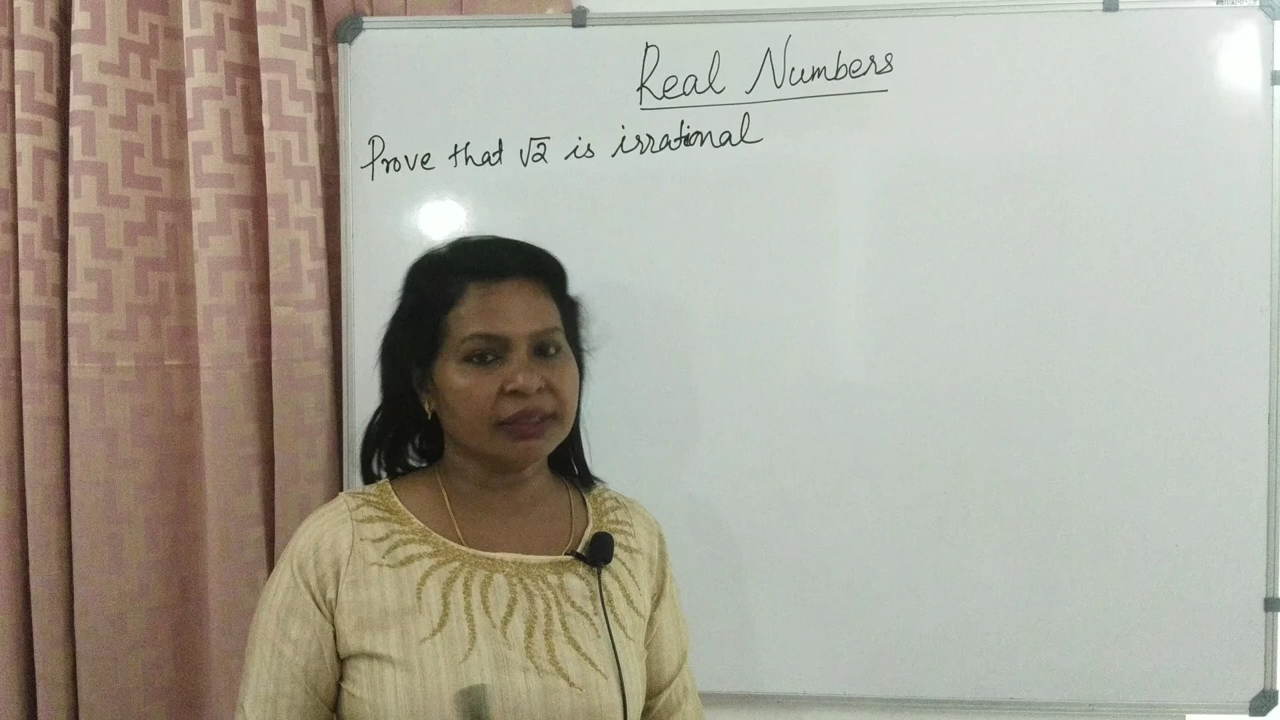 Real Numbers
Prove that √2 is irrational